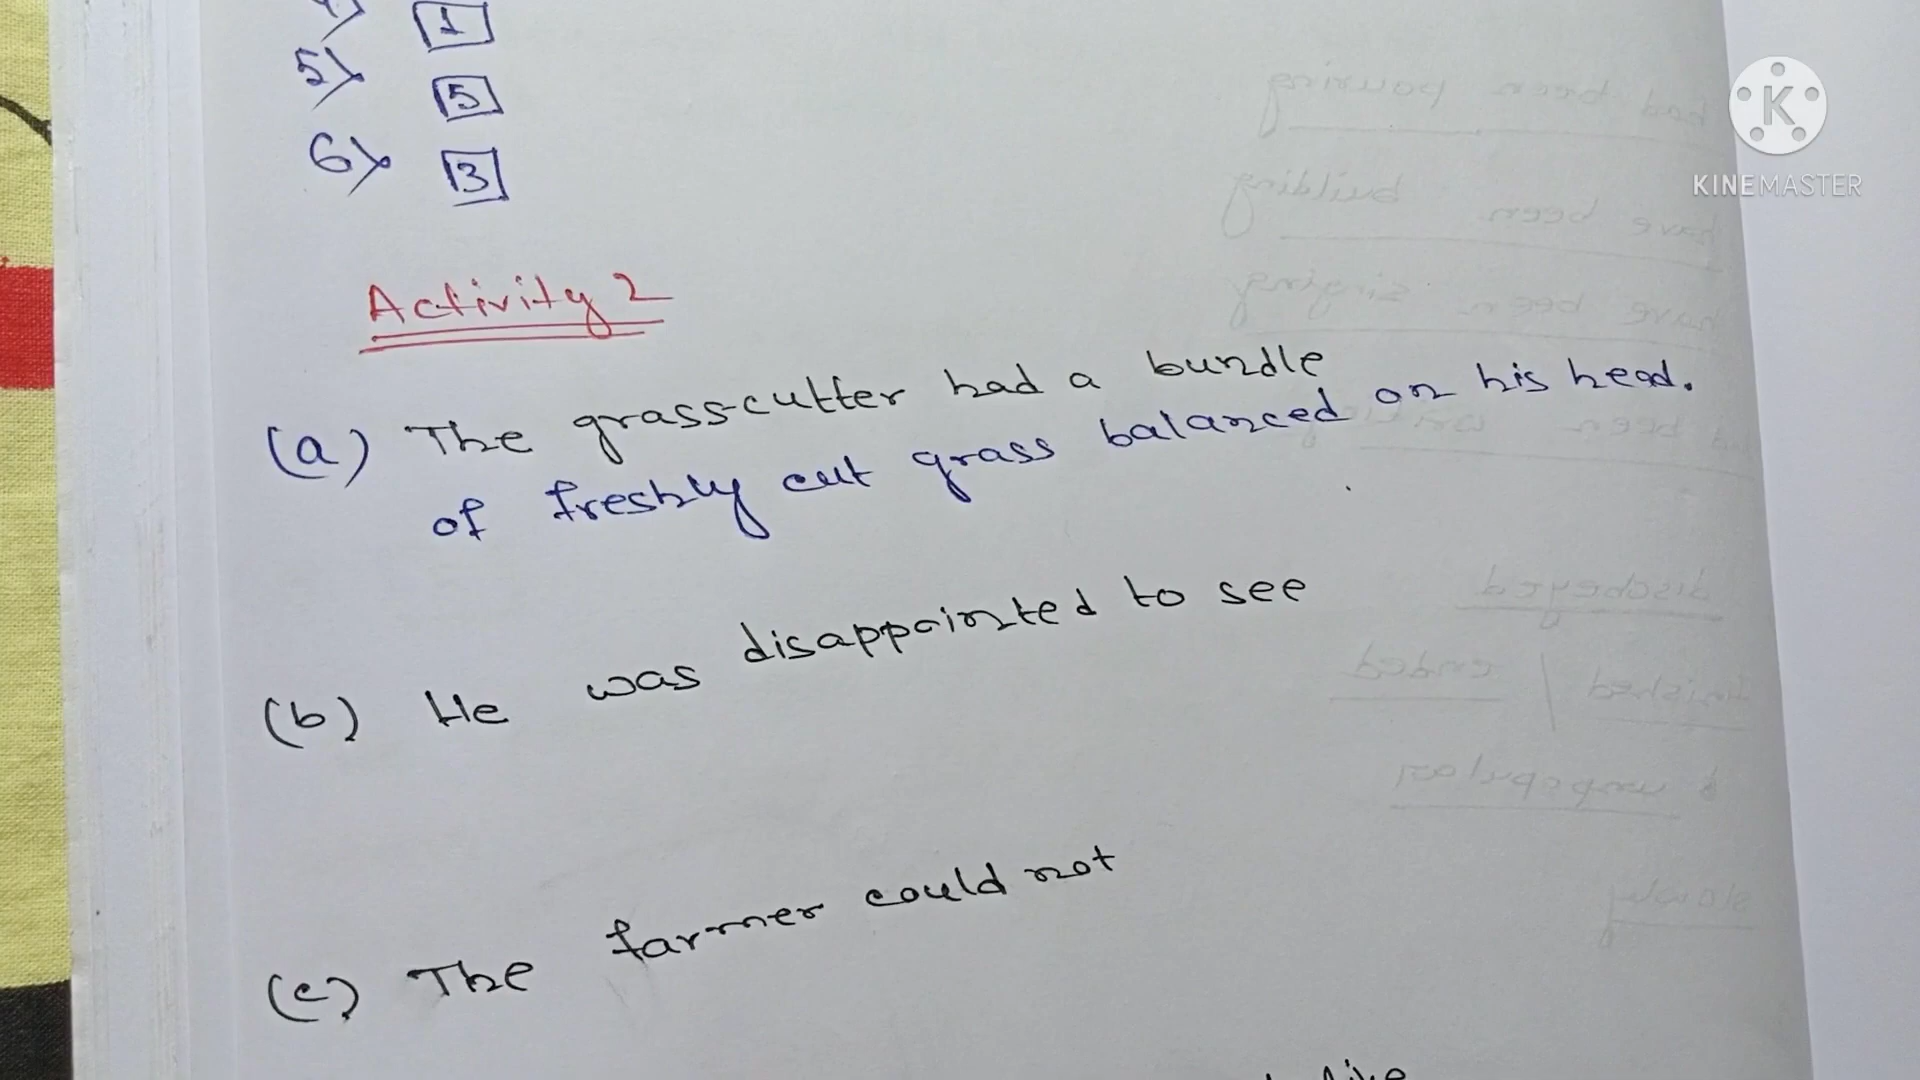 1
5) 5
6) 3
KINEMASTER
Activity 2
(a) The grass-cutter had a bundle
of freshly cut grass balanced on his head.
(b) He was disappointed to see
(c) The farmer could not